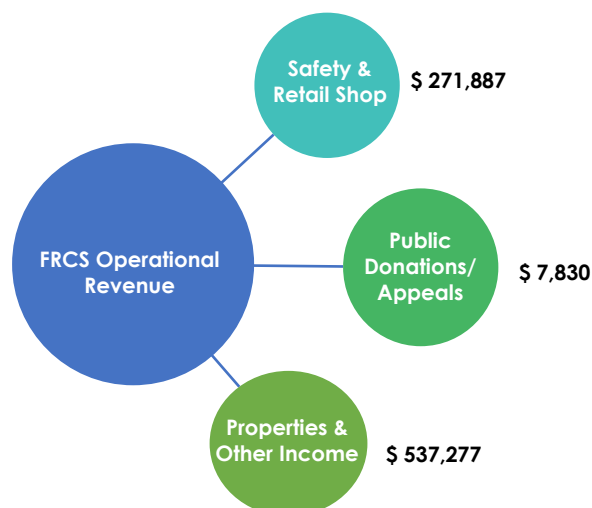 Safety &
Retail Shop
$ 271,887
FRCS Operational
Revenue
Public
Donations/
Appeals
$ 7,830
Properties &
Other Income
$ 537,277